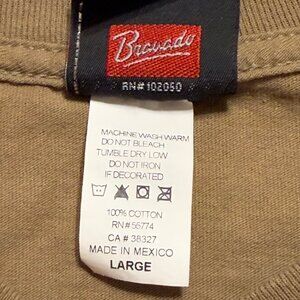 Bravado
RN#102050
MACHINE WASH WARM
DO NOT BLEACH
TUMBLE DRY LOW
DO NOT IRON
IF DECORATED
100% COTTON
RN# 55774
CA # 38327
MADE IN MEXICO
LARGE